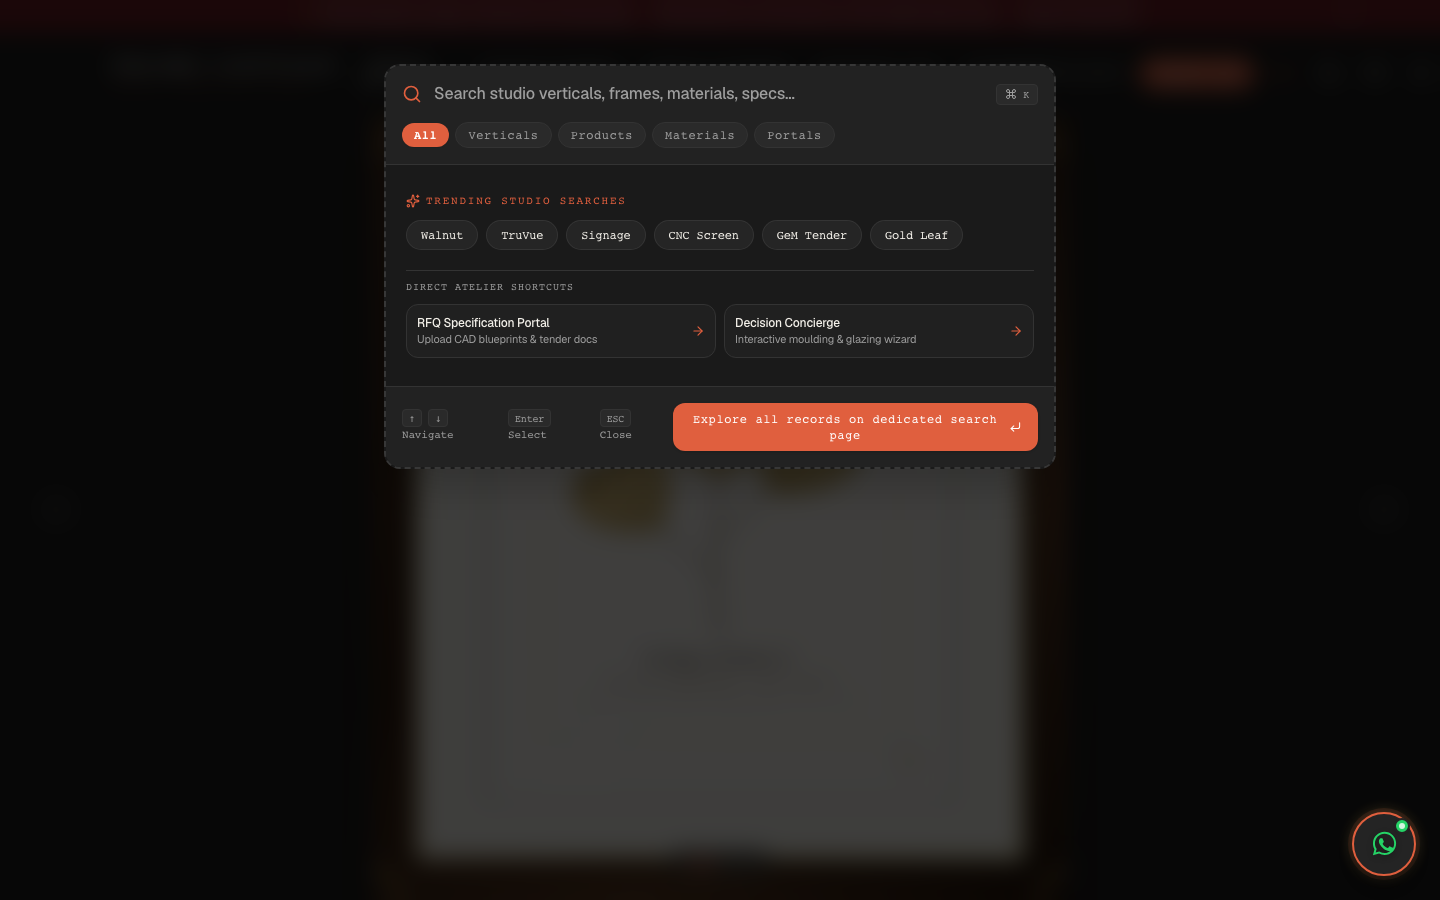 Search studio verticals, frames, materials, specs...
⌘ K
All
Verticals
Products
Materials
Portals
TRENDING STUDIO SEARCHES
Walnut
TruVue
Signage
CNC Screen
GeM Tender
Gold Leaf
DIRECT ATELIER SHORTCUTS
RFQ Specification Portal
Upload CAD blueprints & tender docs
Decision Concierge
Interactive moulding & glazing wizard
↑ ↓
Navigate
Enter
Select
ESC
Close
Explore all records on dedicated search
page